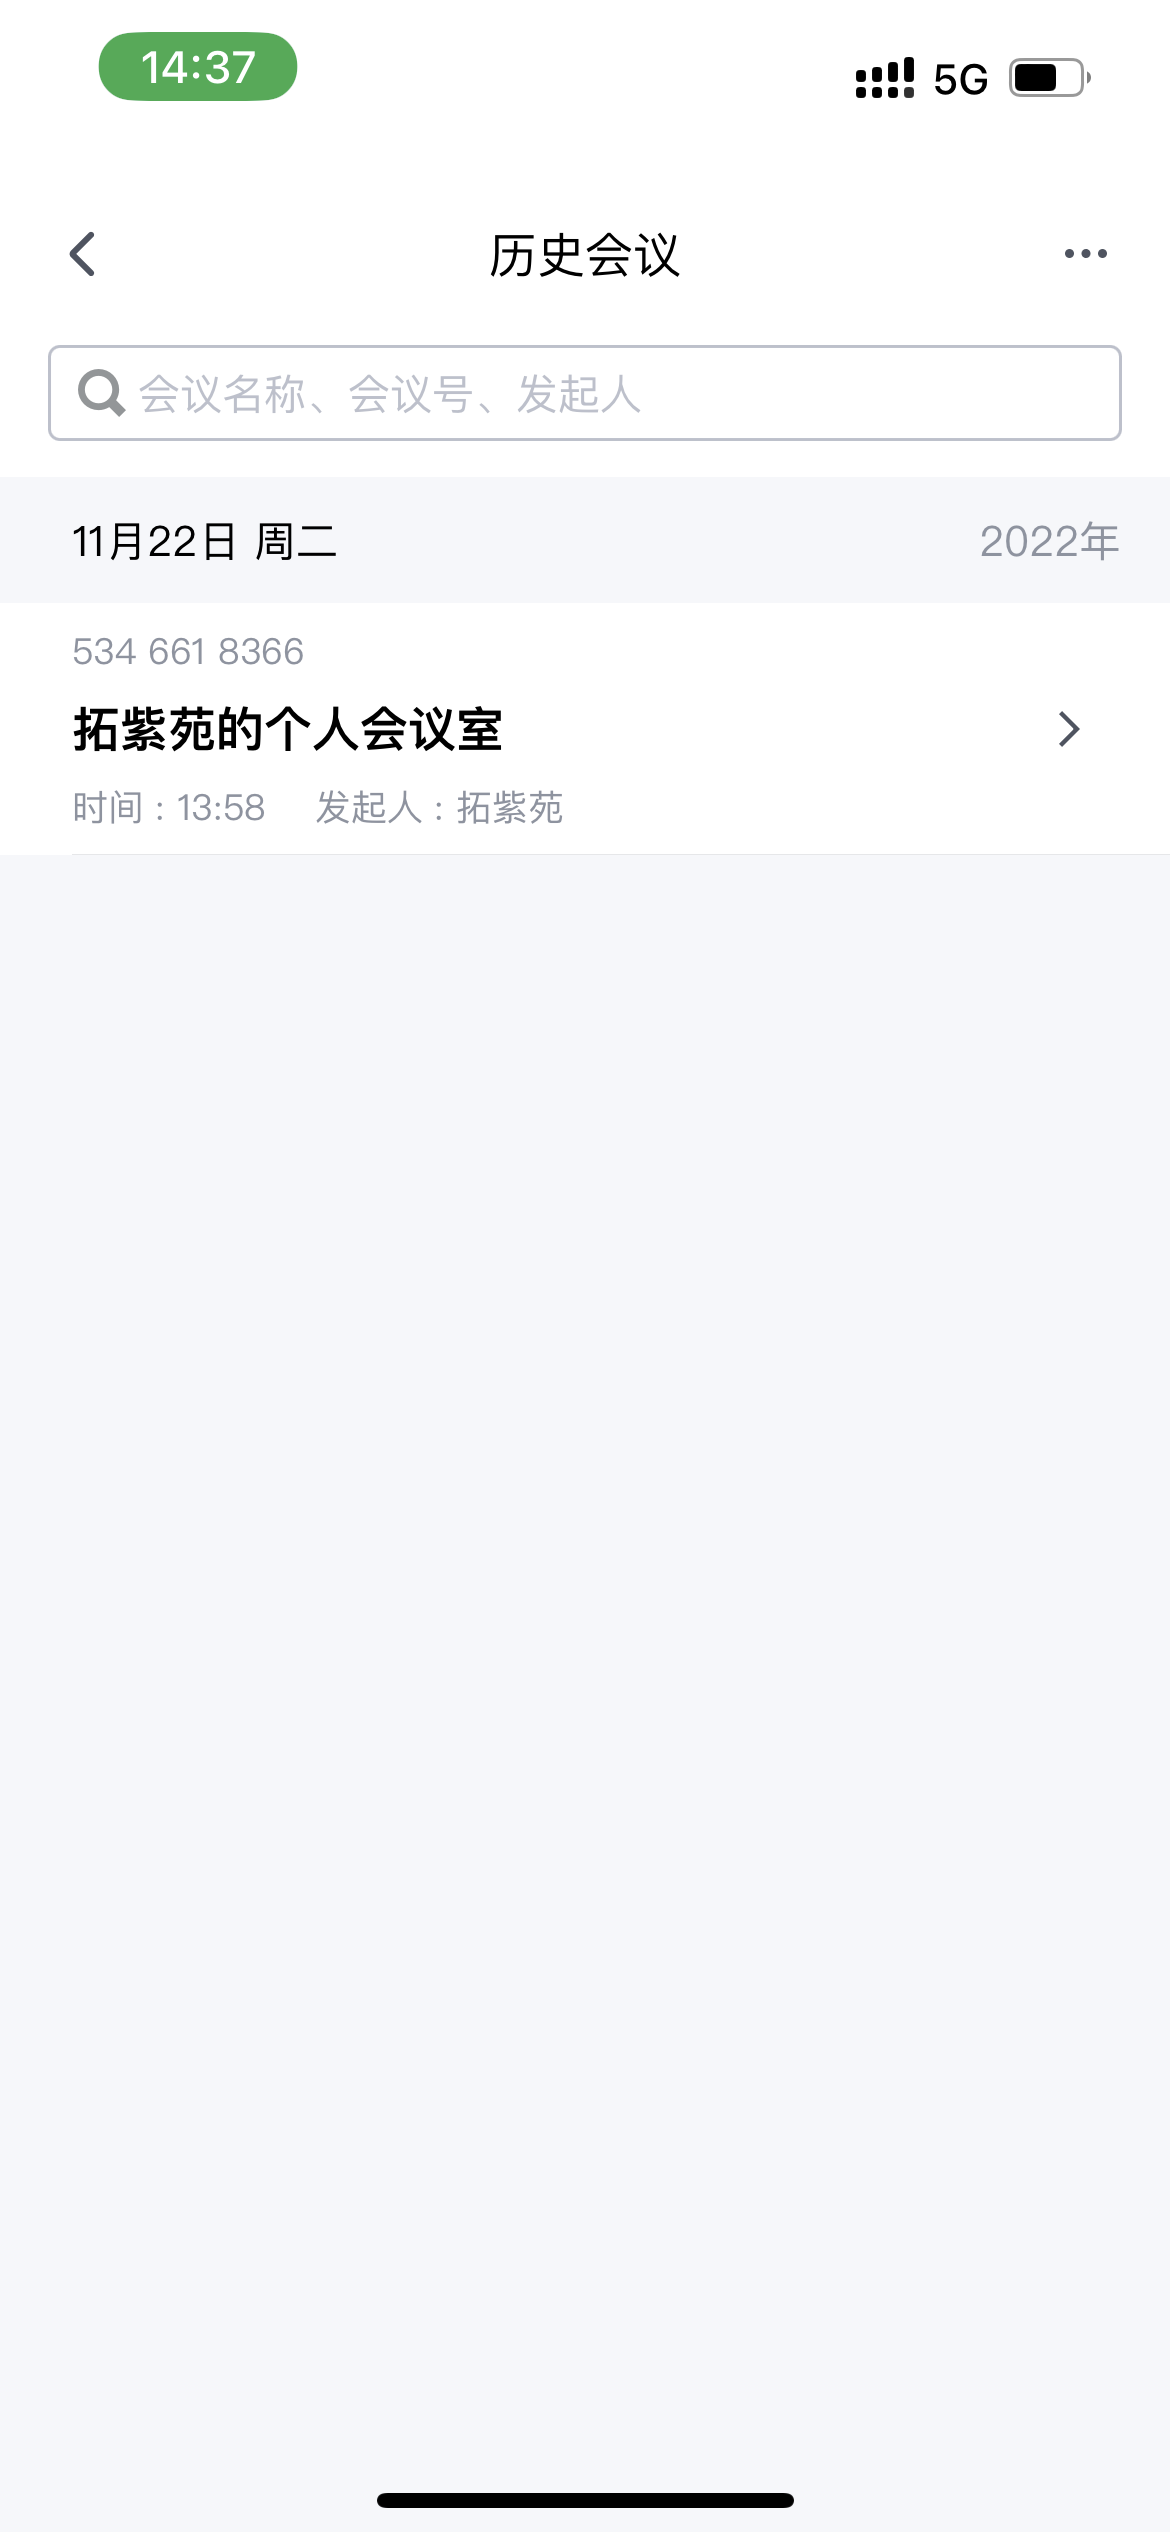 14:37
5G
历史会议
会议名称、会议号、发起人
11月22日 周二
2022年
534 661 8366
拓紫苑的个人会议室
时间：13:58 发起人：拓紫苑